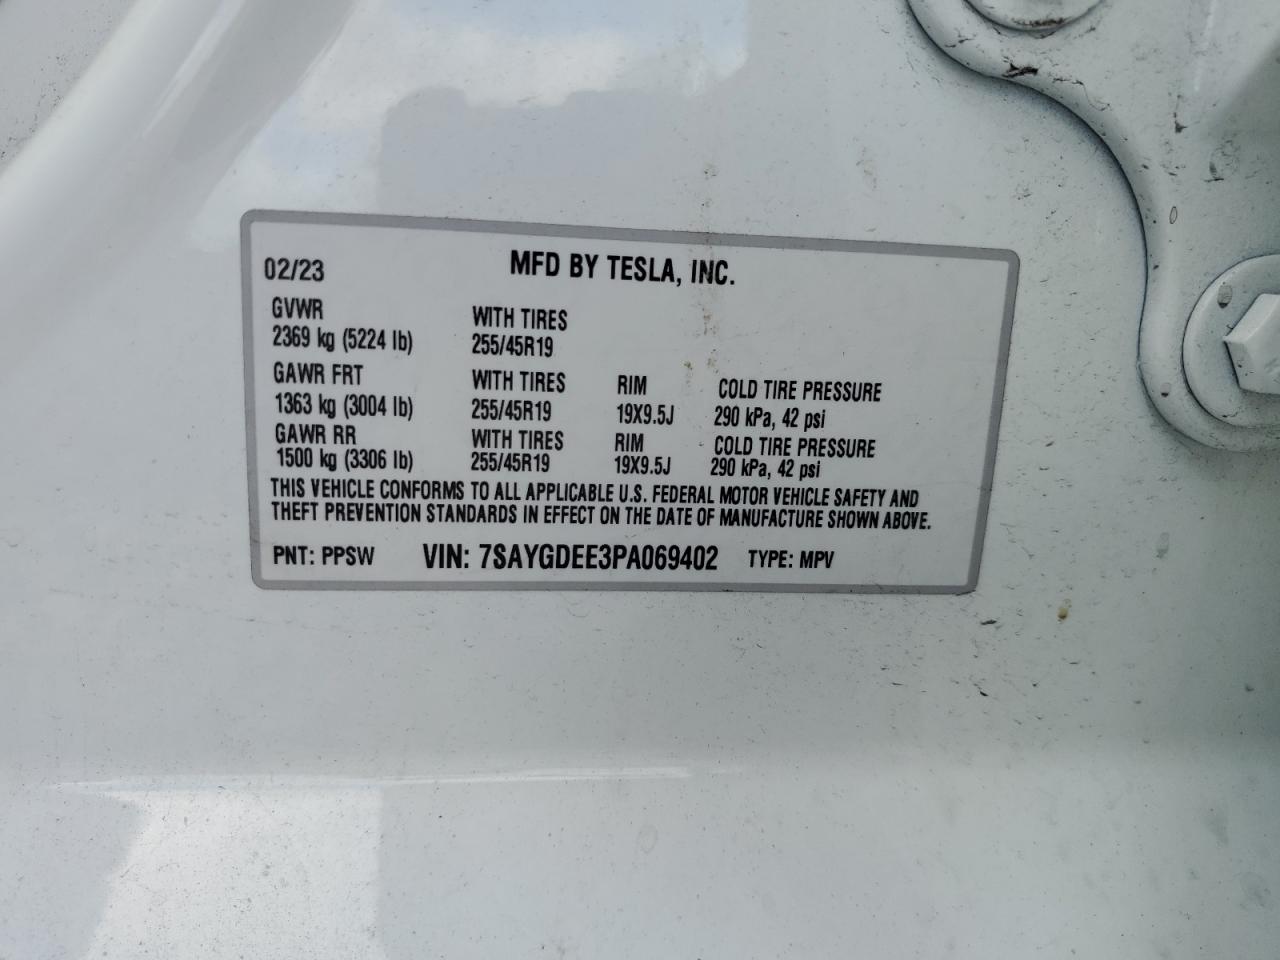 02/23 MFD BY TESLA, INC.
GVWR WITH TIRES
2369 kg (5224 lb) 255/45R19
GAWR FRT WITH TIRES RIM COLD TIRE PRESSURE
1363 kg (3004 lb) 255/45R19 19X9.5J 290 kPa, 42 psi
GAWR RR WITH TIRES RIM COLD TIRE PRESSURE
1500 kg (3306 lb) 255/45R19 19X9.5J 290 kPa, 42 psi
THIS VEHICLE CONFORMS TO ALL APPLICABLE U.S. FEDERAL MOTOR VEHICLE SAFETY AND
THEFT PREVENTION STANDARDS IN EFFECT ON THE DATE OF MANUFACTURE SHOWN ABOVE.
PNT: PPSW VIN: 7SAYGDEE3PA069402 TYPE: MPV